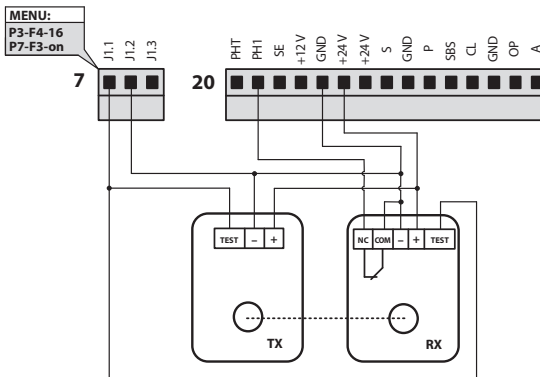 MENU:
P3-F4-16
P7-F3-on
J1.1 J1.2 J1.3
7
PHT PH1 SE +12 V GND +24 V +24 V S GND P SBS CL GND OP A
20
TEST – +
NC COM – + TEST
TX
RX